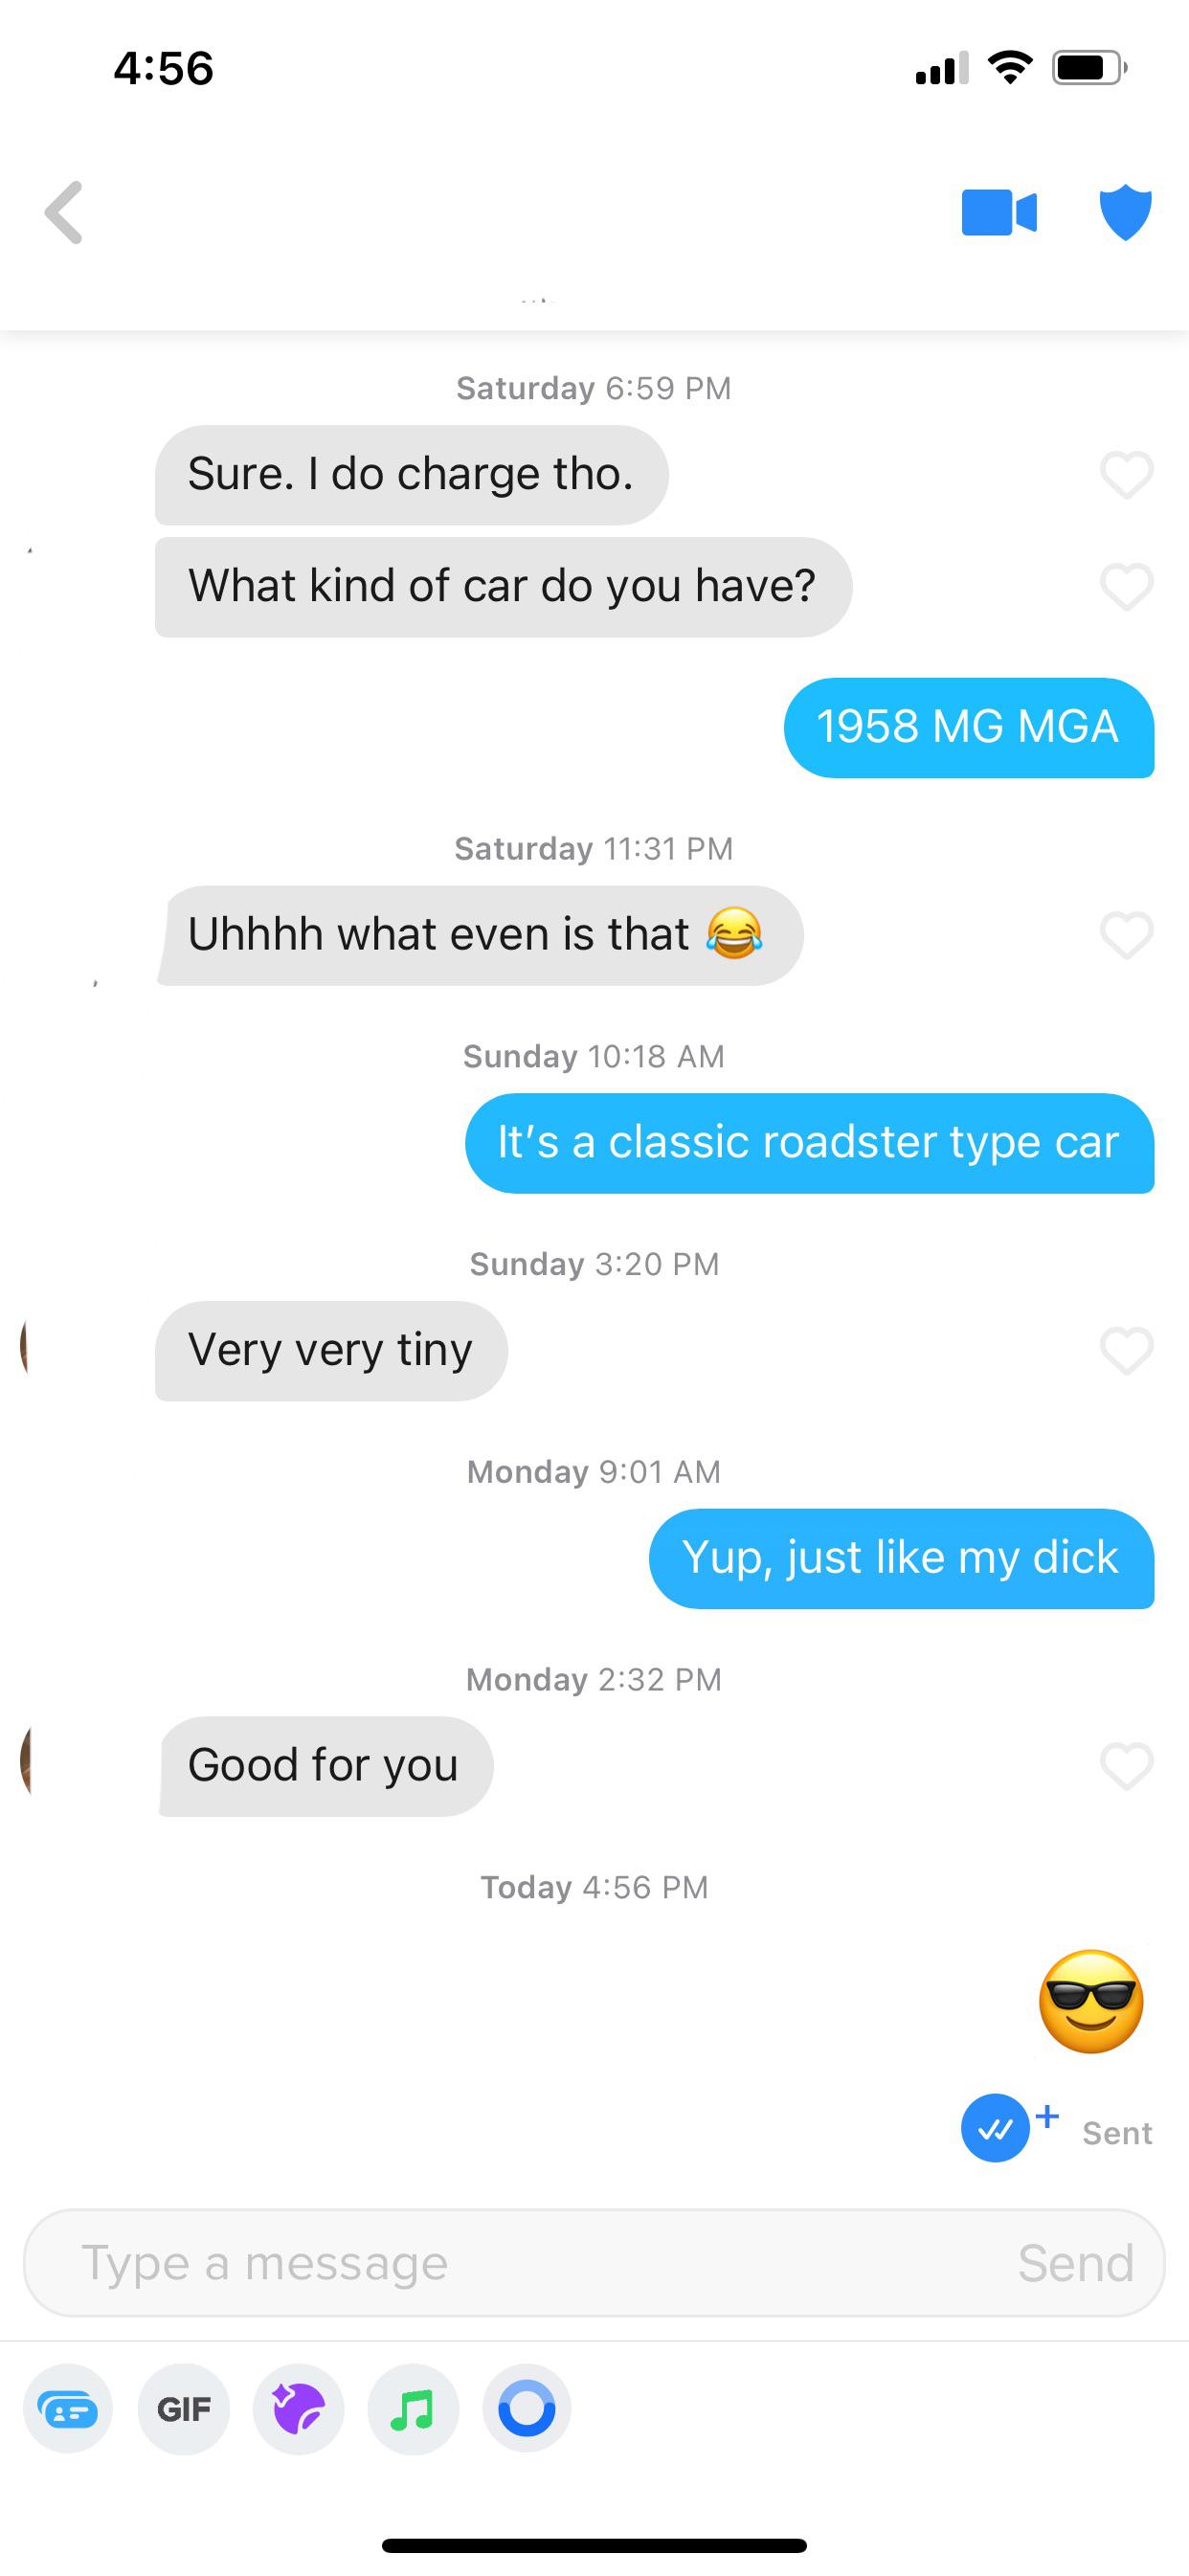 4:56
Saturday 6:59 PM
Sure. I do charge tho.
What kind of car do you have?
1958 MG MGA
Saturday 11:31 PM
Uhhhh what even is that 😂
Sunday 10:18 AM
It's a classic roadster type car
Sunday 3:20 PM
Very very tiny
Monday 9:01 AM
Yup, just like my dick
Monday 2:32 PM
Good for you
Today 4:56 PM
😎
Sent
Type a message Send
GIF